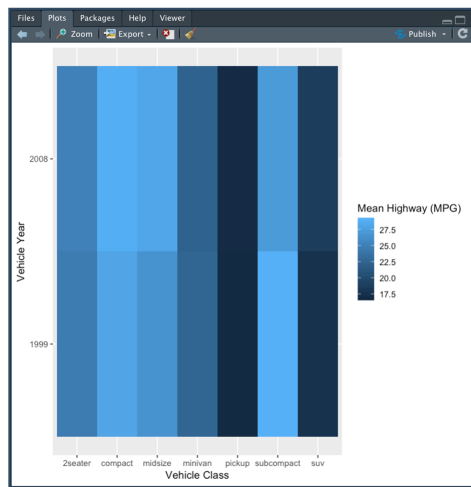 Files Plots Packages Help Viewer
Zoom Export Publish
2008
1999
Vehicle Year
2seater compact midsize minivan pickup subcompact suv
Vehicle Class
Mean Highway (MPG)
27.5
25.0
22.5
20.0
17.5